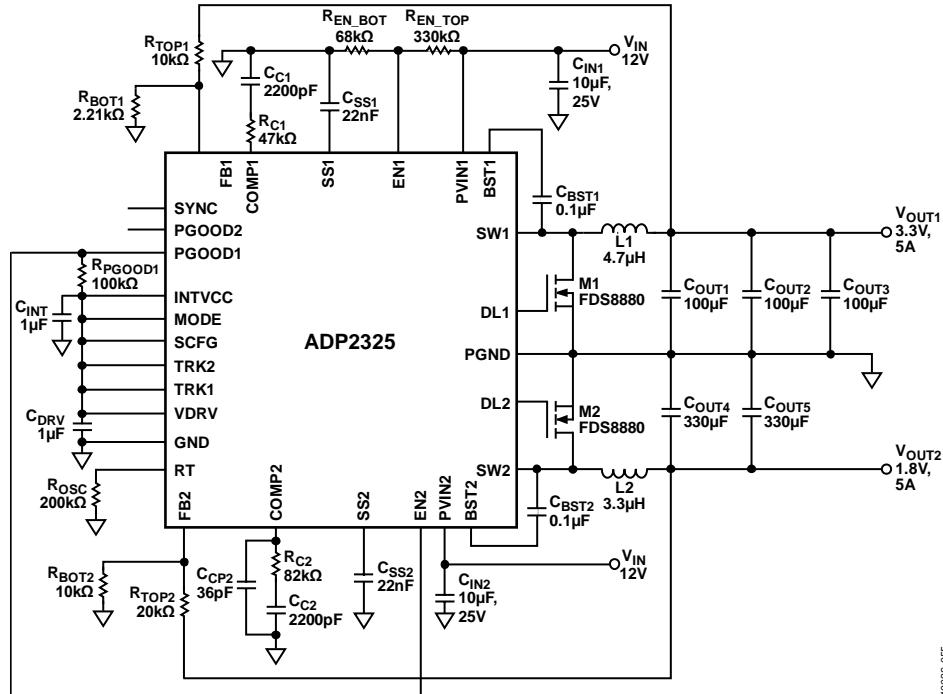 REN_BOT
68kΩ
REN_TOP
330kΩ
RTOP1
10kΩ
VIN
12V
CC1
2200pF
CIN1
10µF,
25V
RBOT1
2.21kΩ
CSS1
22nF
RC1
47kΩ
FB1
COMP1
SS1
EN1
PVIN1
BST1
CBST1
0.1µF
SYNC
PGOOD2
PGOOD1
SW1
L1
4.7µH
VOUT1
3.3V,
5A
RPGOOD1
100kΩ
M1
FDS8880
COUT1
100µF
COUT2
100µF
COUT3
100µF
CINT
1µF
INTVCC
MODE
SCFG
TRK2
TRK1
VDRV
GND
RT
DL1
ADP2325
PGND
DL2
M2
FDS8880
COUT4
330µF
COUT5
330µF
CDRV
1µF
SW2
L2
3.3µH
VOUT2
1.8V,
5A
ROSC
200kΩ
FB2
COMP2
SS2
EN2
PVIN2
BST2
CBST2
0.1µF
VIN
12V
RBOT2
10kΩ
RTOP2
20kΩ
CCP2
36pF
RC2
82kΩ
CC2
2200pF
CSS2
22nF
CIN2
10µF,
25V